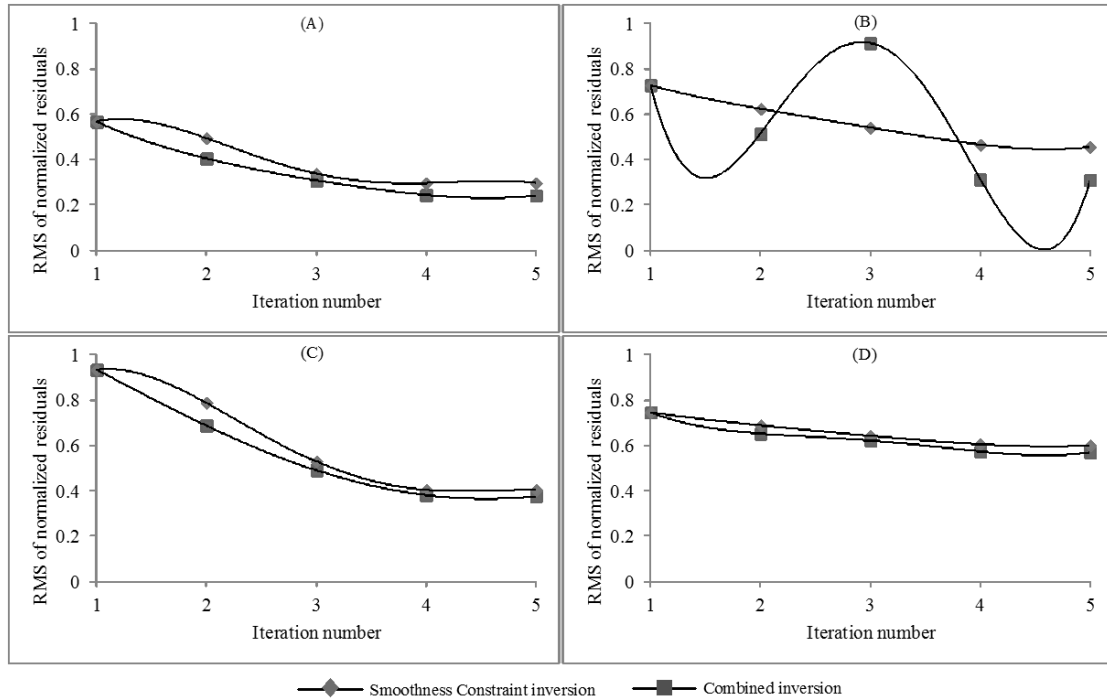 (A)
RMS of normalized residuals
1
0.8
0.6
0.4
0.2
0
1 2 3 4 5
Iteration number
(B)
RMS of normalized residuals
1
0.8
0.6
0.4
0.2
0
1 2 3 4 5
Iteration number
(C)
RMS of normalized residuals
1
0.8
0.6
0.4
0.2
0
1 2 3 4 5
Iteration number
(D)
RMS of normalized residuals
1
0.8
0.6
0.4
0.2
0
1 2 3 4 5
Iteration number
Smoothness Constraint inversion
Combined inversion